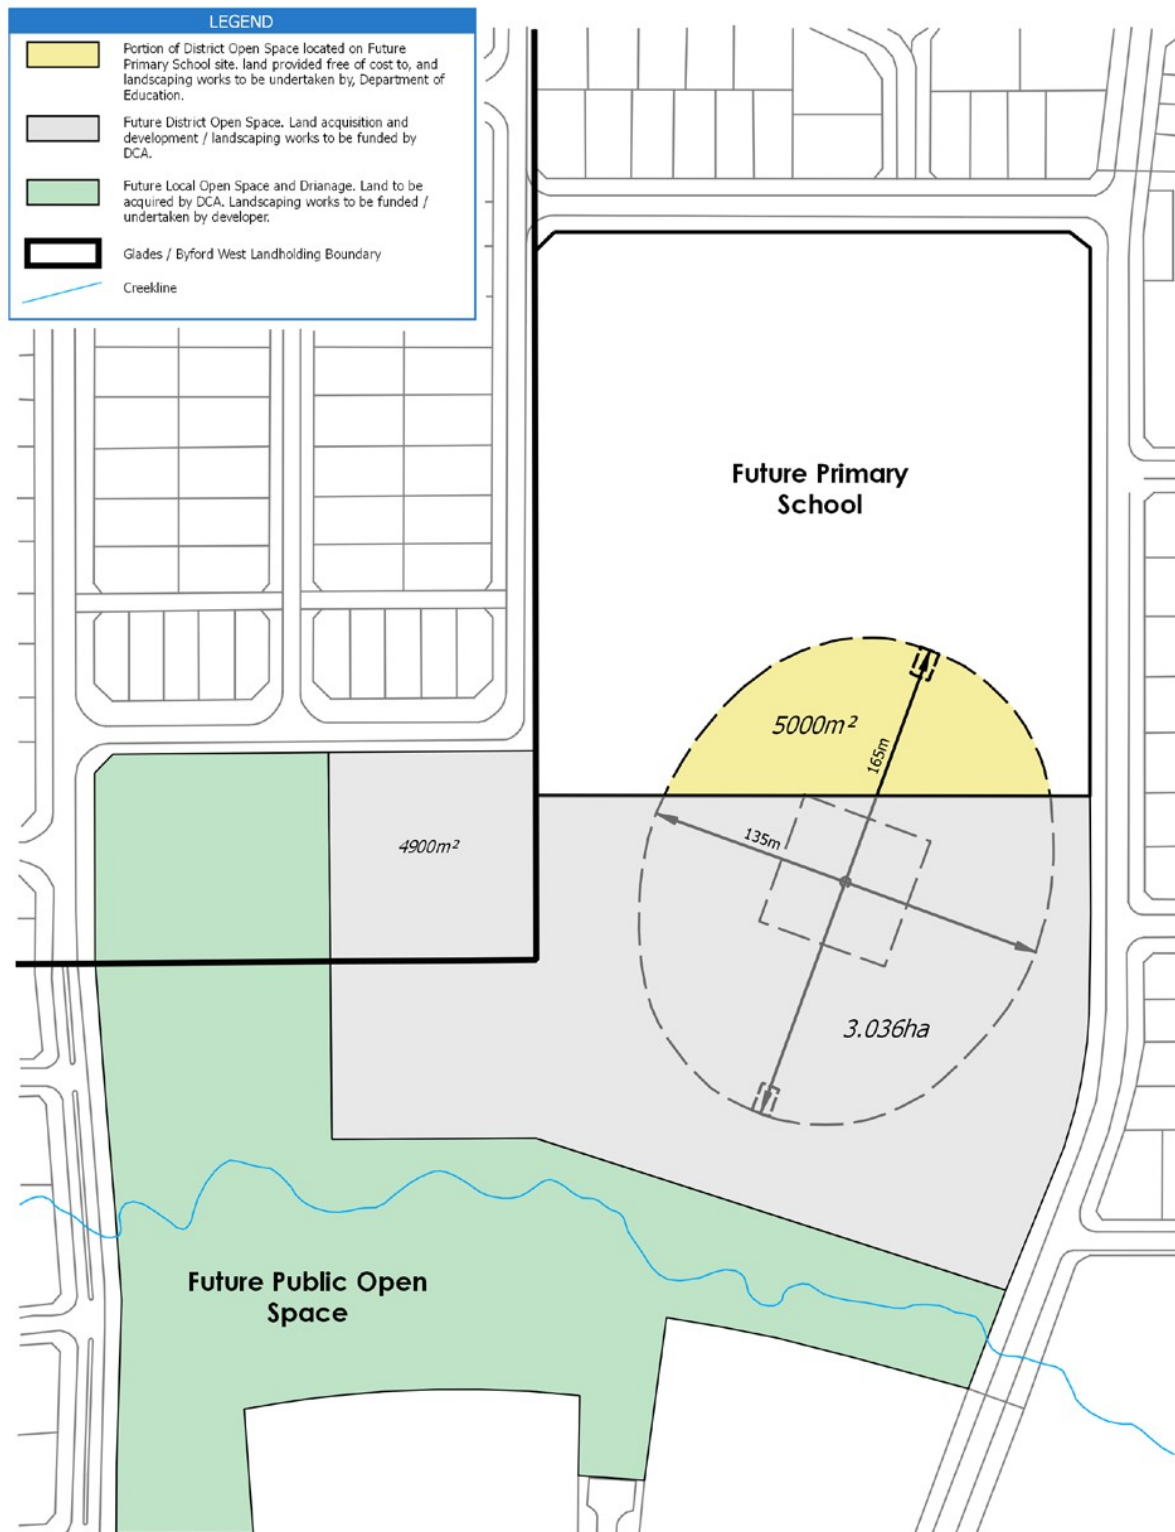 LEGEND
Portion of District Open Space located on Future
Primary School site. land provided free of cost to, and
landscaping works to be undertaken by, Department of
Education.
Future District Open Space. Land acquisition and
development / landscaping works to be funded by
DCA.
Future Local Open Space and Drianage. Land to be
acquired by DCA. Landscaping works to be funded /
undertaken by developer.
Glades / Byford West Landholding Boundary
Creekline
Future Primary
School
5000m²
165m
135m
4900m²
3.036ha
Future Public Open
Space